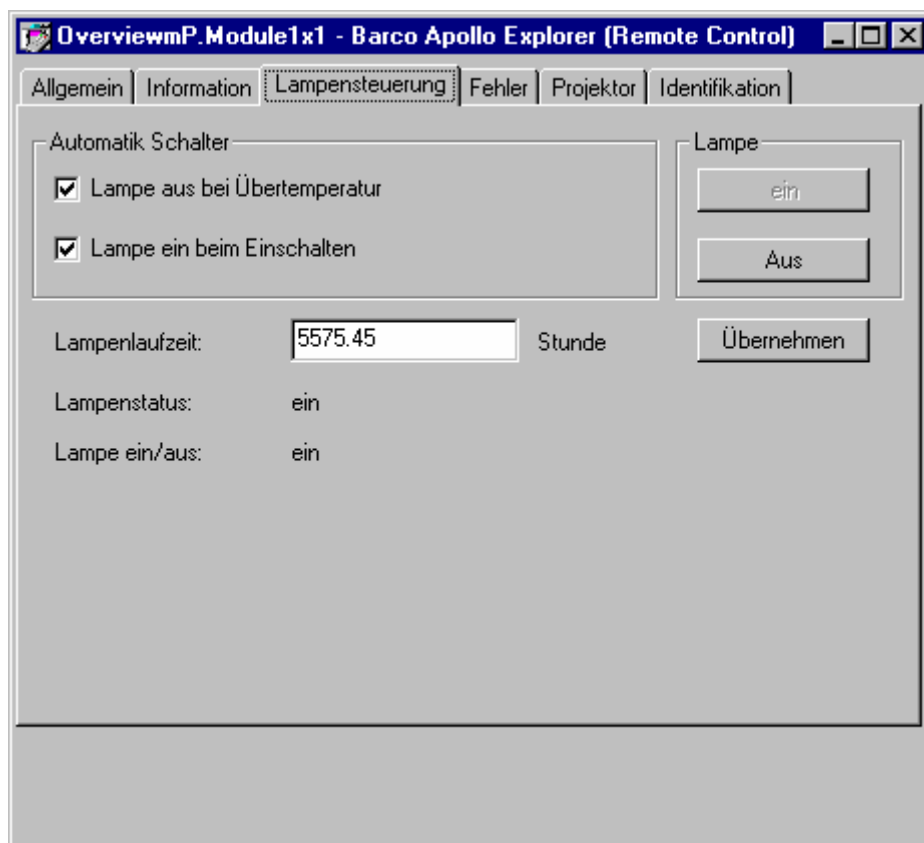 OverviewmP.Module1x1 - Barco Apollo Explorer (Remote Control)
Allgemein Information Lampensteuerung Fehler Projektor Identifikation
Automatik Schalter
Lampe aus bei Übertemperatur
Lampe ein beim Einschalten
Lampe
ein
Aus
Lampenlaufzeit: 5575.45 Stunde Übernehmen
Lampenstatus: ein
Lampe ein/aus: ein